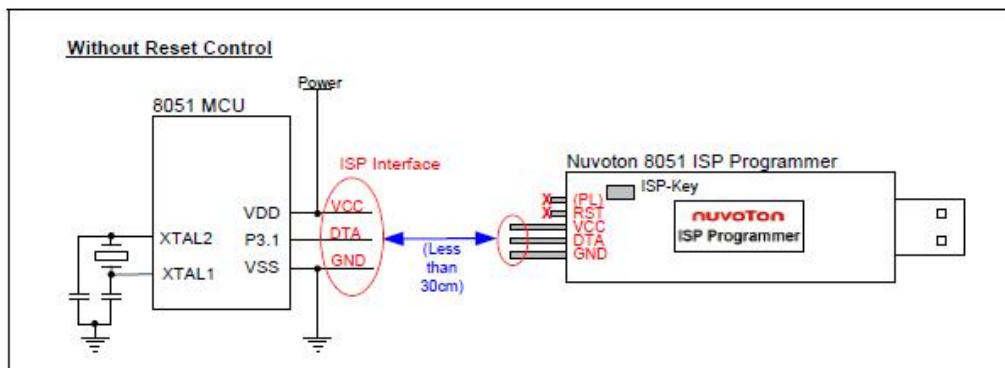 Without Reset Control
Power
8051 MCU
ISP Interface
VDD
VCC
XTAL2
P3.1
DTA
XTAL1
VSS
GND
(Less
than
30cm)
Nuvoton 8051 ISP Programmer
ISP-Key
X
(PL)
X
RST
VCC
DTA
GND
nuvoTon
ISP Programmer